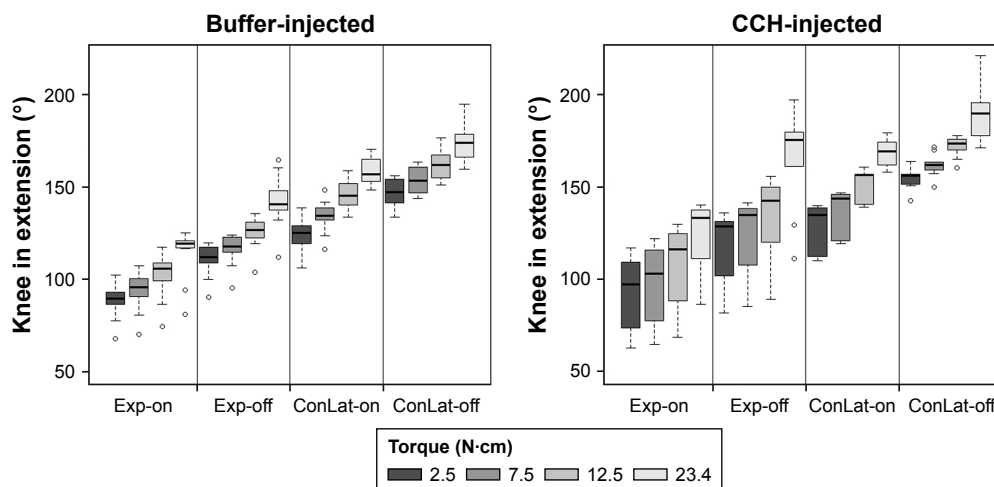 Buffer-injected
CCH-injected
Knee in extension (°)
200
150
100
50
Exp-on Exp-off ConLat-on ConLat-off
Knee in extension (°)
200
150
100
50
Exp-on Exp-off ConLat-on ConLat-off
Torque (N·cm)
2.5 7.5 12.5 23.4